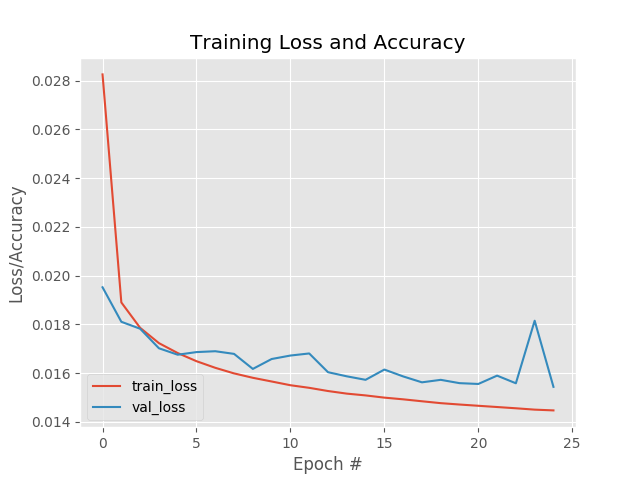 Training Loss and Accuracy
0.028
0.026
0.024
0.022
0.020
0.018
0.016
0.014
Loss/Accuracy
train_loss
val_loss
0 5 10 15 20 25
Epoch #